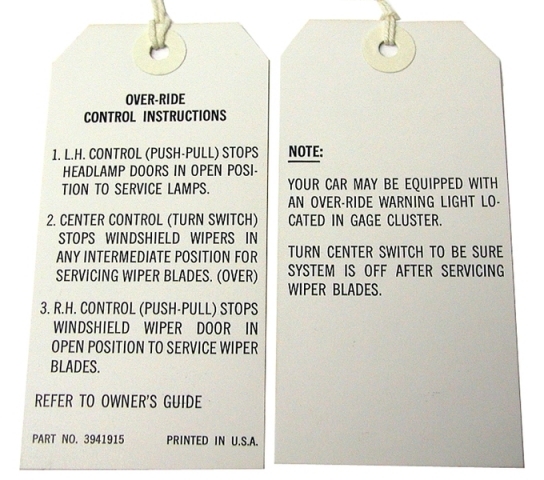 OVER-RIDE
CONTROL INSTRUCTIONS
1. L.H. CONTROL (PUSH-PULL) STOPS
HEADLAMP DOORS IN OPEN POSI-
TION TO SERVICE LAMPS.
2. CENTER CONTROL (TURN SWITCH)
STOPS WINDSHIELD WIPERS IN
ANY INTERMEDIATE POSITION FOR
SERVICING WIPER BLADES. (OVER)
3. R.H. CONTROL (PUSH-PULL) STOPS
WINDSHIELD WIPER DOOR IN
OPEN POSITION TO SERVICE WIPER
BLADES.
REFER TO OWNER'S GUIDE
PART NO. 3941915 PRINTED IN U.S.A.
NOTE:
YOUR CAR MAY BE EQUIPPED WITH
AN OVER-RIDE WARNING LIGHT LO-
CATED IN GAGE CLUSTER.
TURN CENTER SWITCH TO BE SURE
SYSTEM IS OFF AFTER SERVICING
WIPER BLADES.